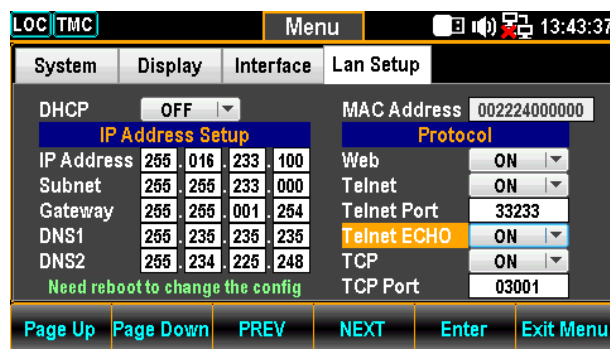 LOC TMC Menu 13:43:37
System Display Interface Lan Setup
DHCP OFF MAC Address 002224000000
IP Address Setup Protocol
IP Address 255 . 016 . 233 . 100 Web ON
Subnet 255 . 255 . 233 . 000 Telnet ON
Gateway 255 . 255 . 001 . 254 Telnet Port 33233
DNS1 255 . 235 . 235 . 235 Telnet ECHO ON
DNS2 255 . 234 . 225 . 248 TCP ON
Need reboot to change the config TCP Port 03001
Page Up Page Down PREV NEXT Enter Exit Menu